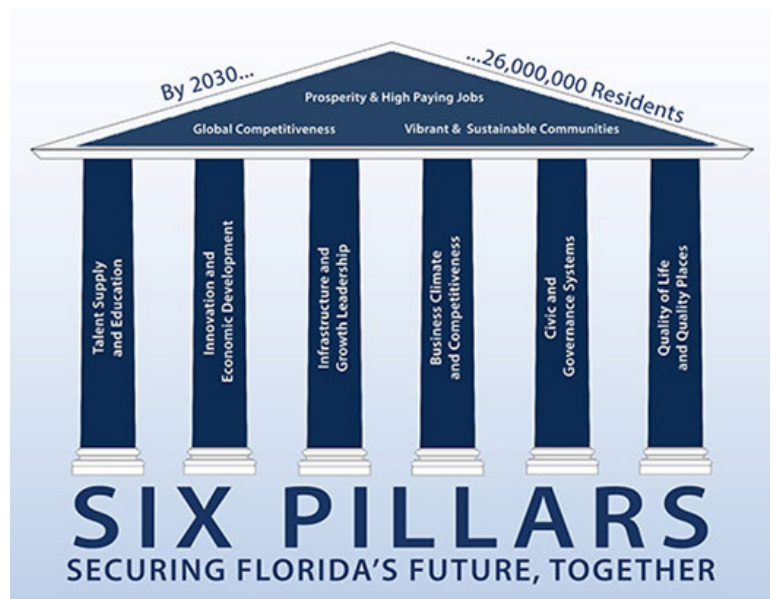 By 2030...
...26,000,000 Residents
Prosperity & High Paying Jobs
Global Competitiveness
Vibrant & Sustainable Communities
Talent Supply
and Education
Innovation and
Economic Development
Infrastructure and
Growth Leadership
Business Climate
and Competitiveness
Civic and
Governance Systems
Quality of Life
and Quality Places
SIX PILLARS
SECURING FLORIDA'S FUTURE, TOGETHER